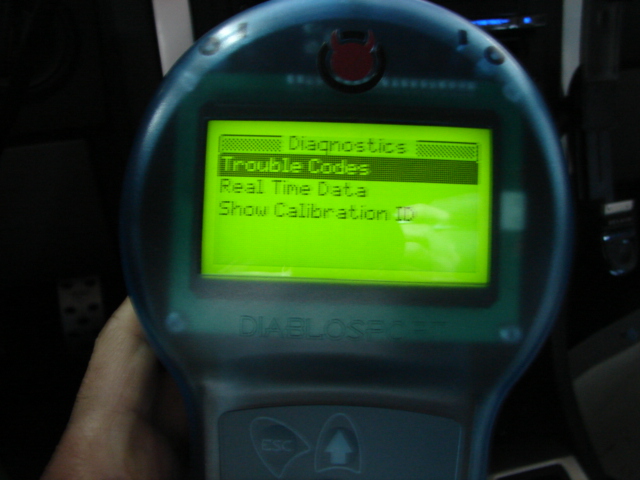 Diagnostics
Trouble Codes
Real Time Data
Show Calibration ID
DIABLOSPORT
ESC